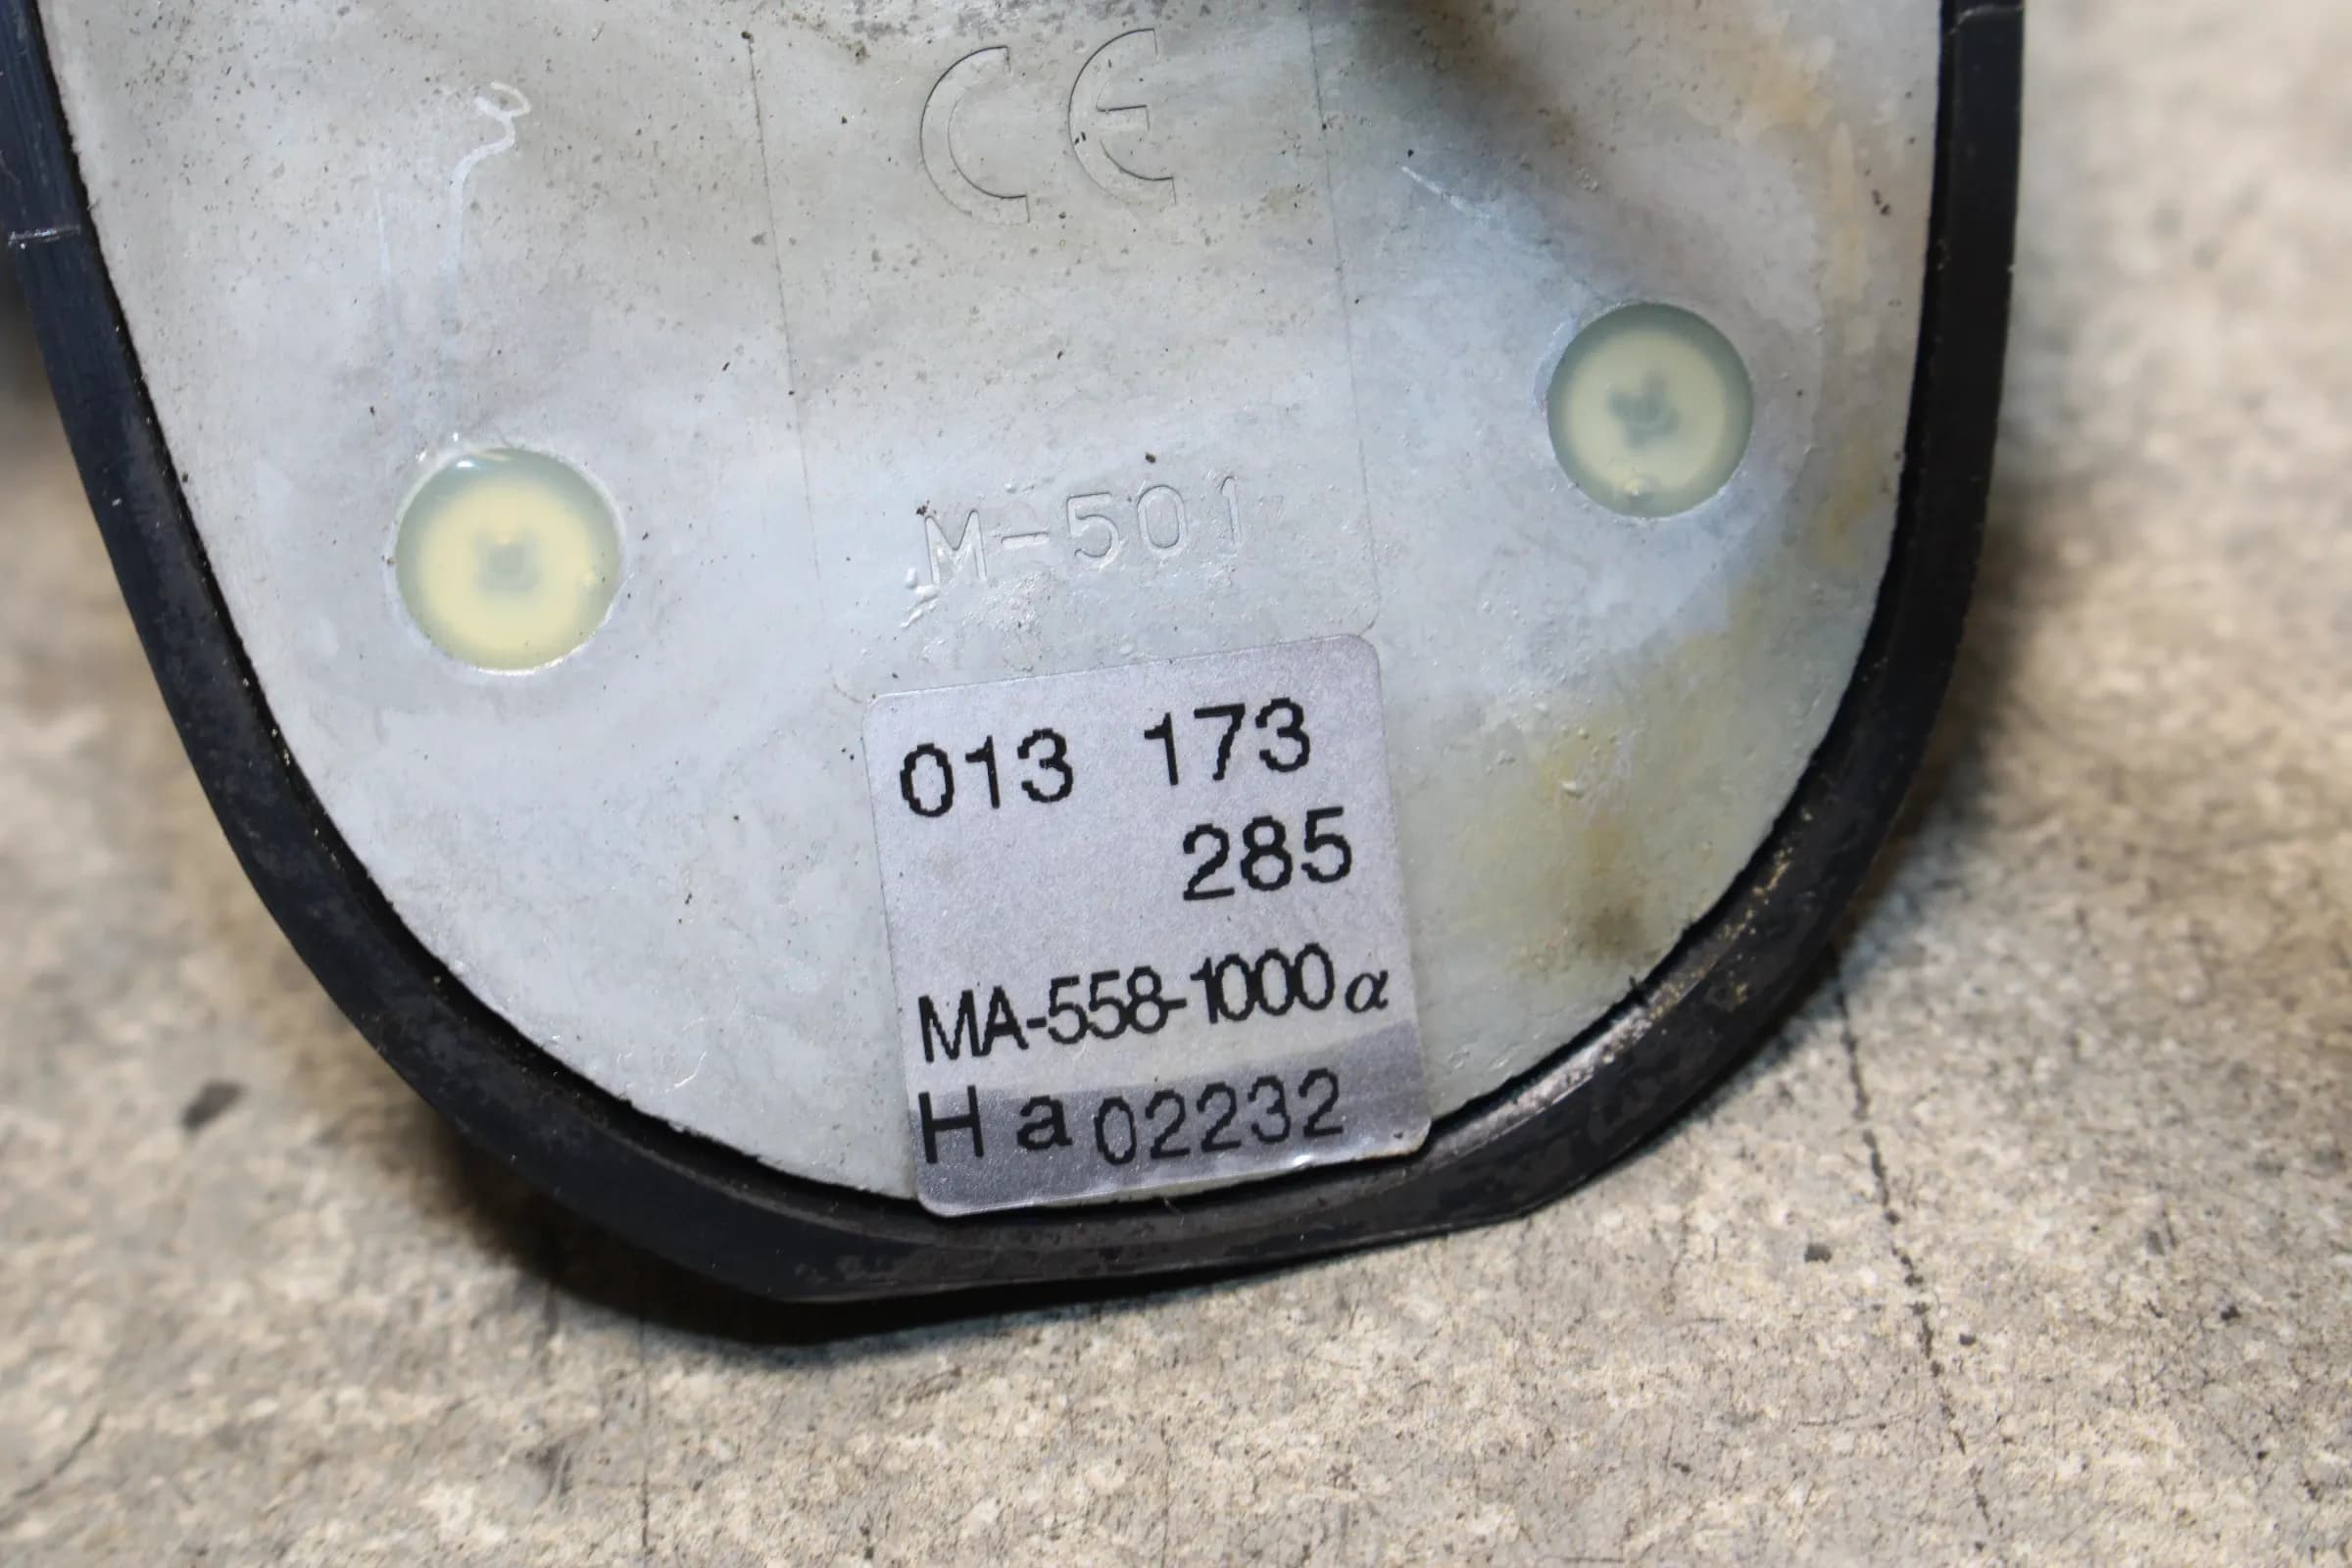 CE
M-501
013 173
285
MA-558-1000α
H a 02232